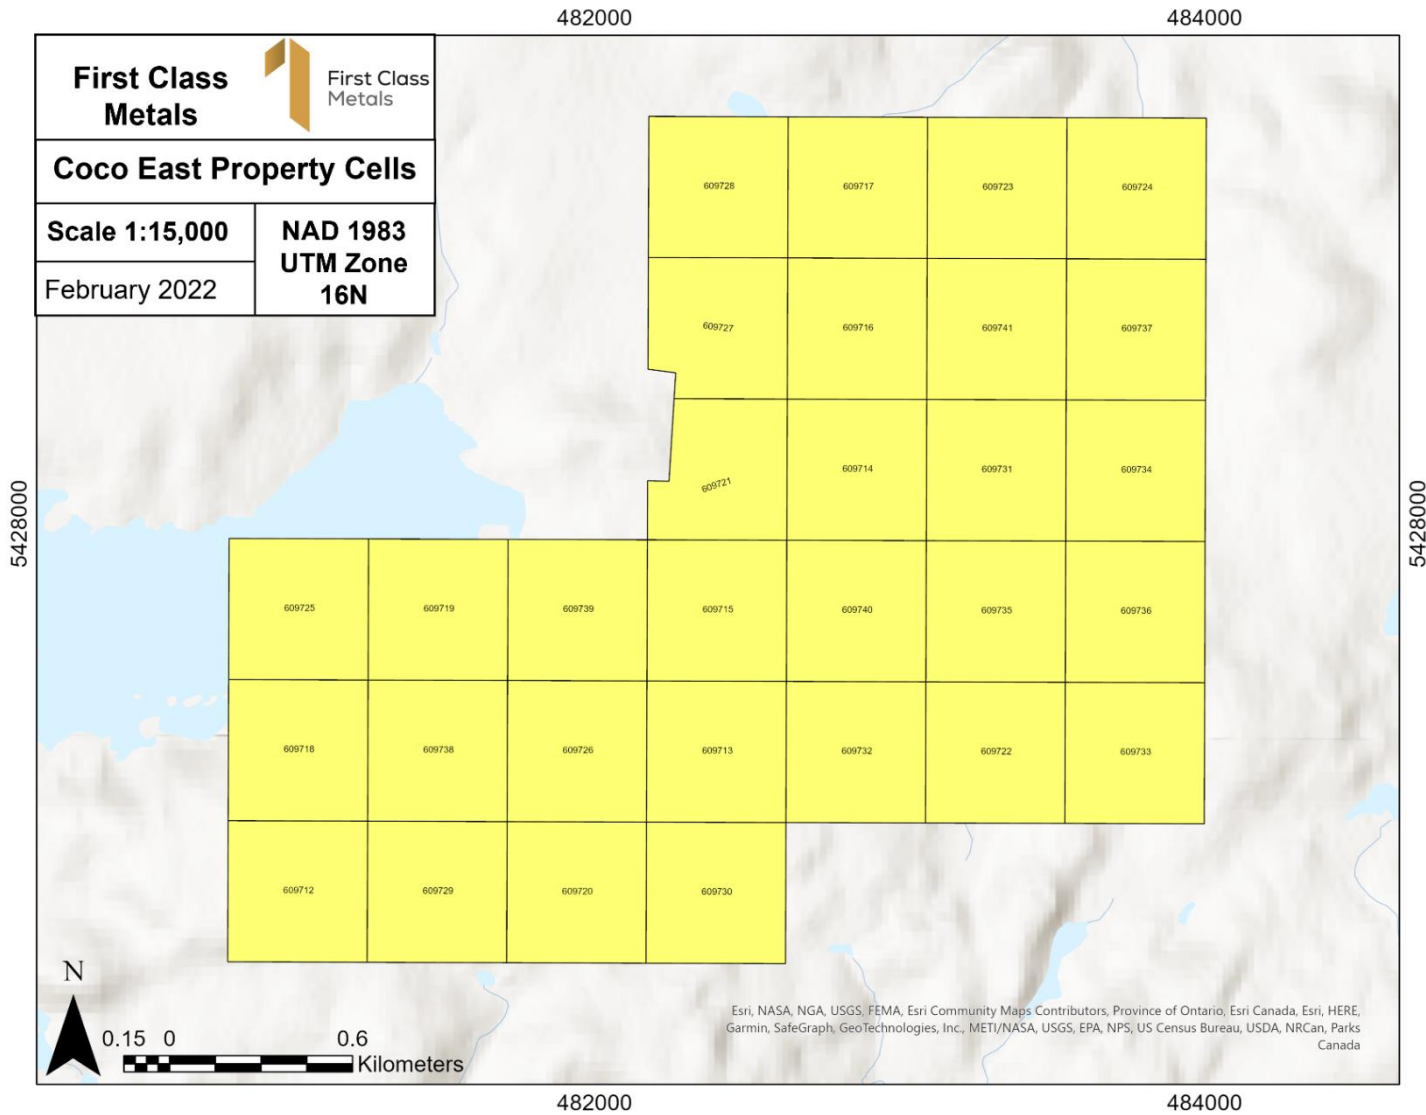 482000
484000
First Class
Metals
First Class
Metals
Coco East Property Cells
Scale 1:15,000
February 2022
NAD 1983
UTM Zone
16N
609728
609717
609723
609724
609727
609716
609741
609737
609721
609714
609731
609734
5428000
5428000
609725
609719
609739
609715
609740
609735
609736
609718
609738
609726
609713
609732
609722
609733
609712
609729
609720
609730
N
0.15 0 0.6
Kilometers
Esri, NASA, NGA, USGS, FEMA, Esri Community Maps Contributors, Province of Ontario, Esri Canada, Esri, HERE,
Garmin, SafeGraph, GeoTechnologies, Inc., METI/NASA, USGS, EPA, NPS, US Census Bureau, USDA, NRCan, Parks
Canada
482000
484000